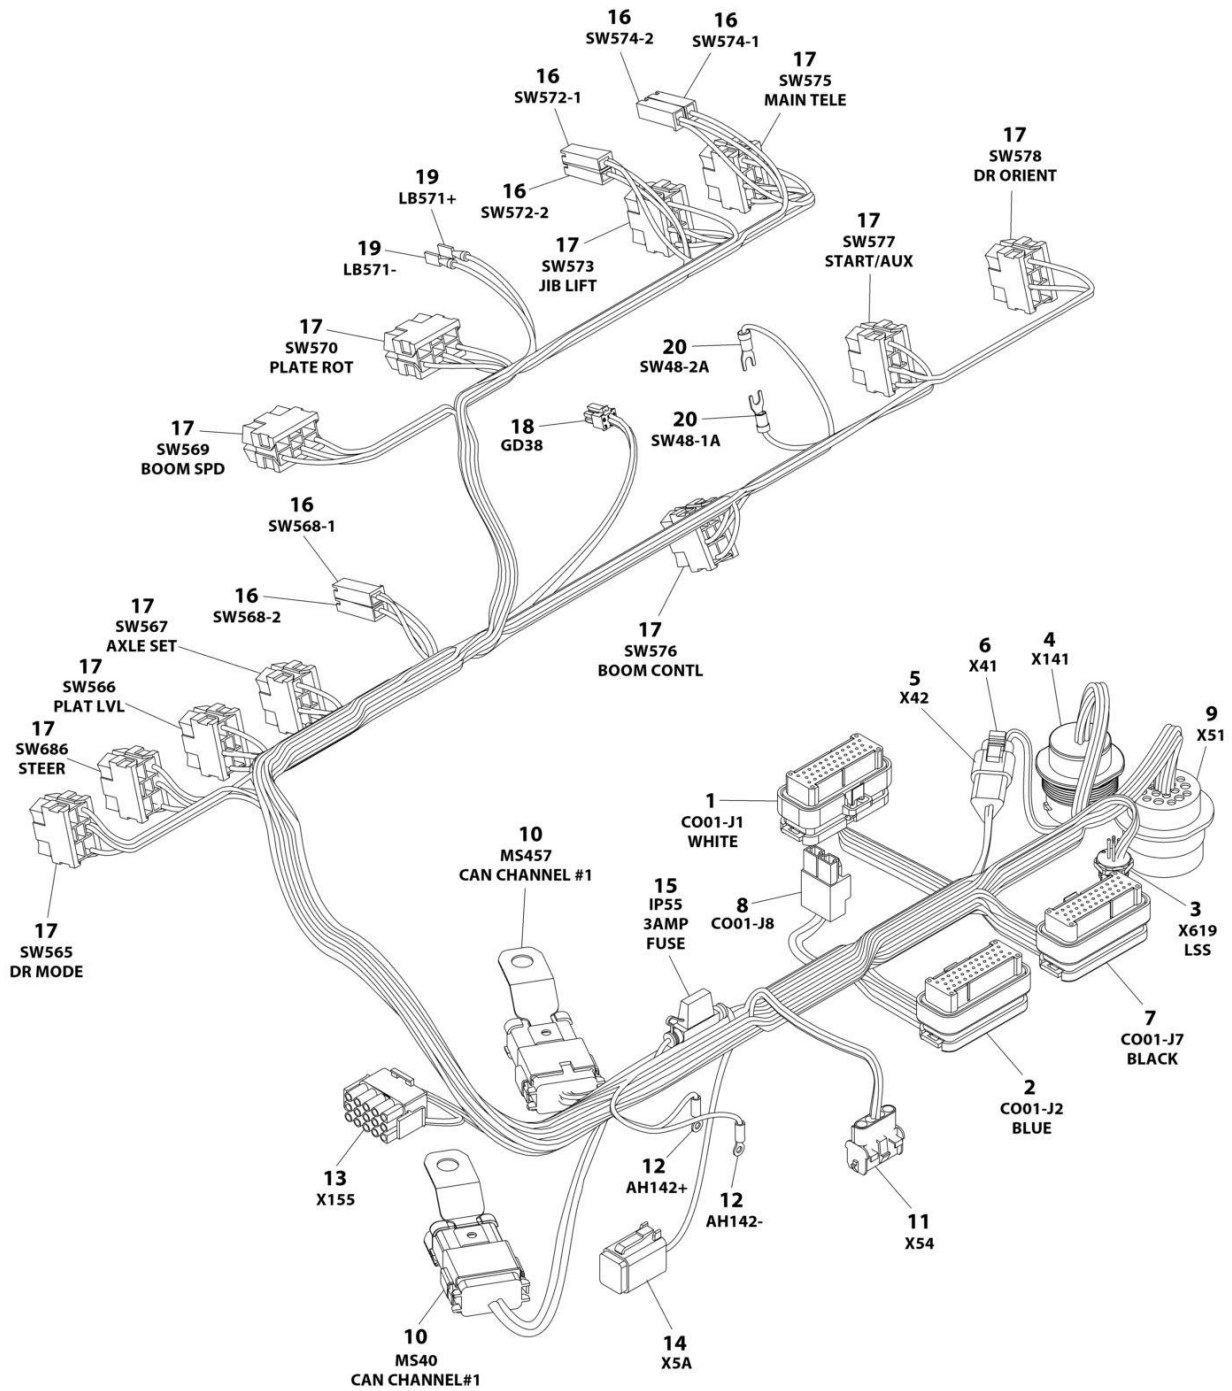 16
SW574-2
16
SW574-1
17
SW575
MAIN TELE
16
SW572-1
17
SW578
DR ORIENT
16
SW572-2
19
LB571+
19
LB571-
17
SW573
JIB LIFT
17
SW577
START/AUX
17
SW570
PLATE ROT
20
SW48-2A
20
SW48-1A
18
GD38
17
SW569
BOOM SPD
16
SW568-1
16
SW568-2
17
SW567
AXLE SET
17
SW576
BOOM CONTL
17
SW566
PLAT LVL
17
SW686
STEER
17
SW565
DR MODE
6
X41
4
X141
5
X42
9
X51
1
CO01-J1
WHITE
10
MS457
CAN CHANNEL #1
15
IP55
3AMP
FUSE
8
CO01-J8
3
X619
LSS
7
CO01-J7
BLACK
2
CO01-J2
BLUE
13
X155
12
AH142+
12
AH142-
11
X54
10
MS40
CAN CHANNEL#1
14
X5A